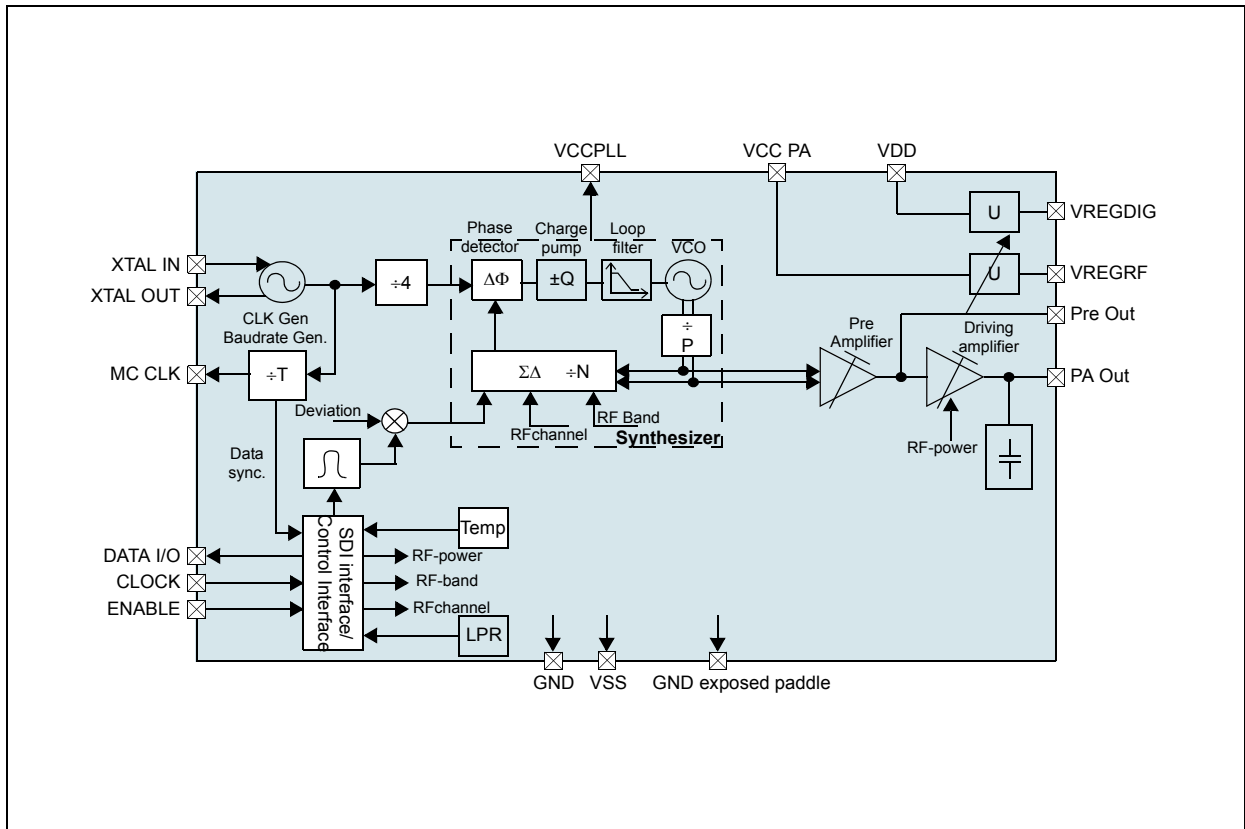 VCCPLL
VCC PA
VDD
U
VREGDIG
U
VREGRF
Pre Out
PA Out
XTAL IN
XTAL OUT
MC CLK
CLK Gen
Baudrate Gen.
÷T
÷4
Phase
detector
Charge
pump
Loop
filter
VCO
ΔΦ
±Q
÷
P
ΣΔ ÷N
Deviation
RFchannel
RF Band
Synthesizer
Pre
Amplifier
Driving
amplifier
RF-power
Data
sync.
SDI interface/
Control Interface
Temp
RF-power
RF-band
RFchannel
LPR
DATA I/O
CLOCK
ENABLE
GND
VSS
GND exposed paddle